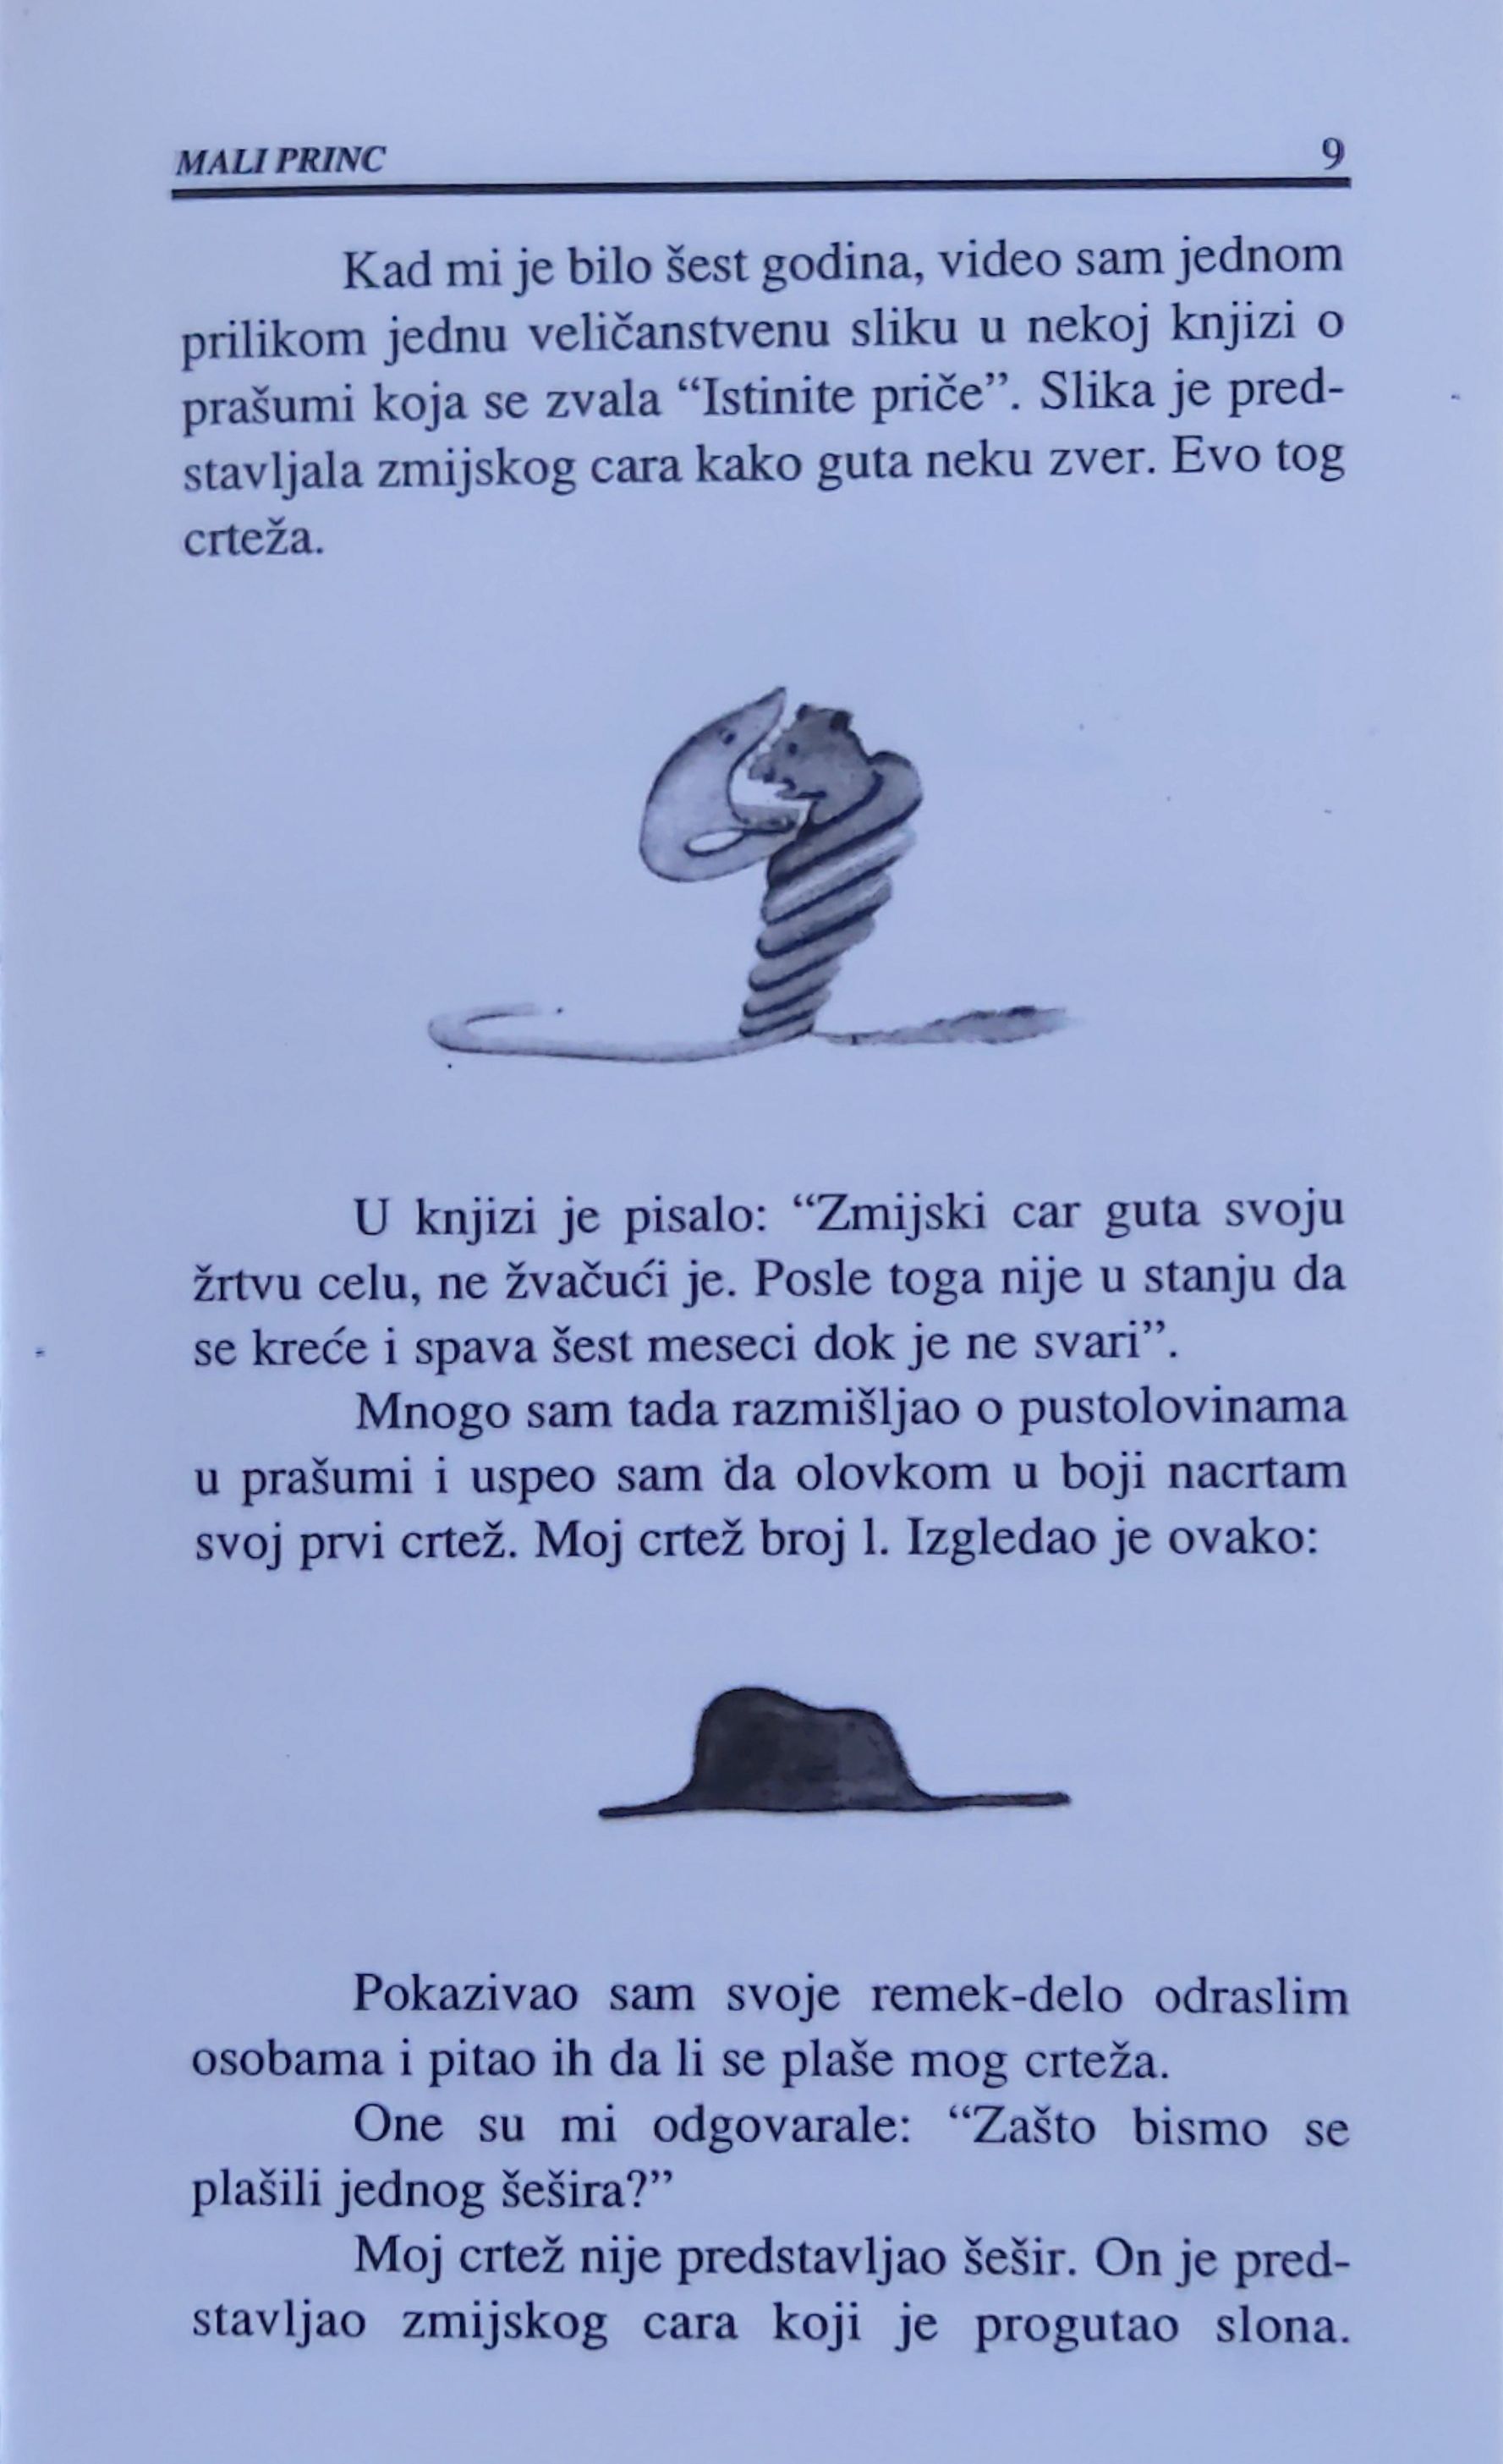 MALI PRINC 9
Kad mi je bilo šest godina, video sam jednom
prilikom jednu veličanstvenu sliku u nekoj knjizi o
prašumi koja se zvala “Istinite priče”. Slika je pred-
stavljala zmijskog cara kako guta neku zver. Evo tog
crteža.
U knjizi je pisalo: “Zmijski car guta svoju
žrtvu celu, ne žvačući je. Posle toga nije u stanju da
se kreće i spava šest meseci dok je ne svari”.
Mnogo sam tada razmišljao o pustolovinama
u prašumi i uspeo sam da olovkom u boji nacrtam
svoj prvi crtež. Moj crtež broj l. Izgledao je ovako:
Pokazivao sam svoje remek-delo odraslim
osobama i pitao ih da li se plaše mog crteža.
One su mi odgovarale: “Zašto bismo se
plašili jednog šešira?”
Moj crtež nije predstavljao šešir. On je pred-
stavljao zmijskog cara koji je progutao slona.